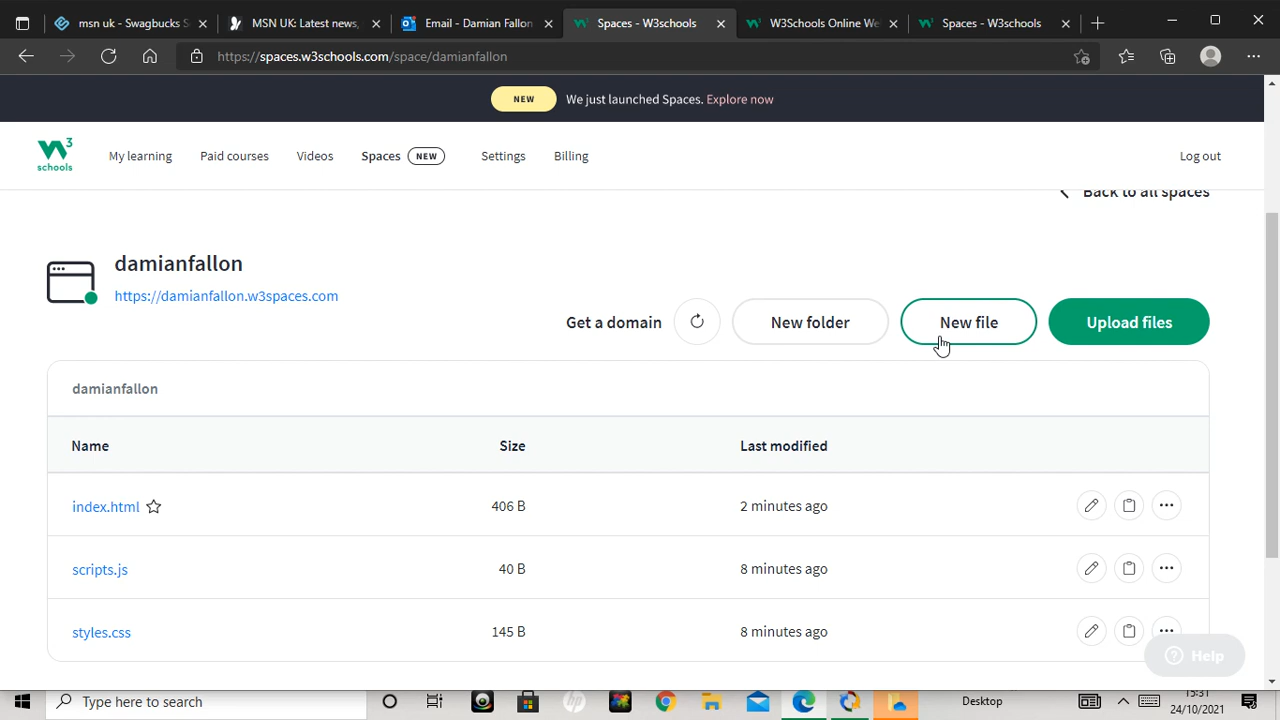 msn uk - Swagbucks S
MSN UK: Latest news,
Email - Damian Fallon
Spaces - W3schools
W3Schools Online We
Spaces - W3schools
https://spaces.w3schools.com/space/damianfallon
NEW We just launched Spaces. Explore now
W3 schools
My learning Paid courses Videos Spaces NEW Settings Billing Log out
Back to all spaces
damianfallon
https://damianfallon.w3spaces.com
Get a domain New folder New file Upload files
damianfallon
Name Size Last modified
index.html 406 B 2 minutes ago
scripts.js 40 B 8 minutes ago
styles.css 145 B 8 minutes ago
Help
Type here to search
hp
Desktop
15:31
24/10/2021